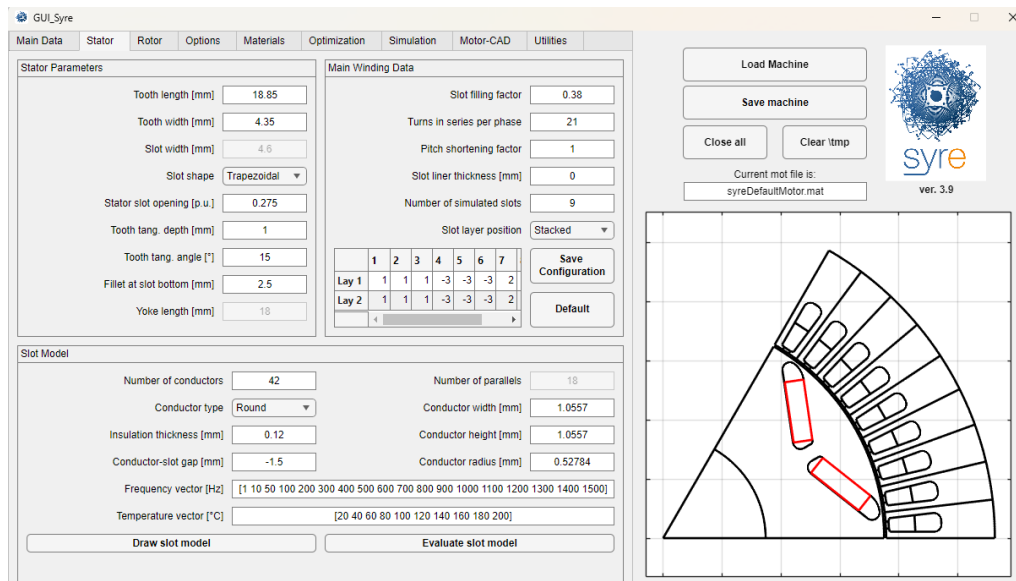 GUI_Syre
Main Data Stator Rotor Options Materials Optimization Simulation Motor-CAD Utilities
Stator Parameters
Tooth length [mm] 18.85
Tooth width [mm] 4.35
Slot width [mm] 4.6
Slot shape Trapezoidal
Stator slot opening [p.u.] 0.275
Tooth tang. depth [mm] 1
Tooth tang. angle [°] 15
Fillet at slot bottom [mm] 2.5
Yoke length [mm] 18
Main Winding Data
Slot filling factor 0.38
Turns in series per phase 21
Pitch shortening factor 1
Slot liner thickness [mm] 0
Number of simulated slots 9
Slot layer position Stacked
1 2 3 4 5 6 7
Lay 1 1 1 1 -3 -3 -3 2
Lay 2 1 1 1 -3 -3 -3 2
Save Configuration
Default
Slot Model
Number of conductors 42
Conductor type Round
Insulation thickness [mm] 0.12
Conductor-slot gap [mm] -1.5
Number of parallels 18
Conductor width [mm] 1.0557
Conductor height [mm] 1.0557
Conductor radius [mm] 0.52784
Frequency vector [Hz] [1 10 50 100 200 300 400 500 600 700 800 900 1000 1100 1200 1300 1400 1500]
Temperature vector [°C] [20 40 60 80 100 120 140 160 180 200]
Draw slot model
Evaluate slot model
Load Machine
Save machine
Close all
Clear \tmp
Current mot file is:
syreDefaultMotor.mat
syre
ver. 3.9